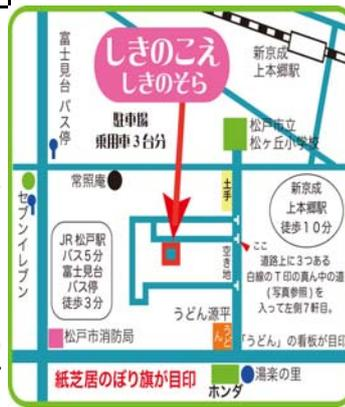 しきのこえ
しきのそら
駐車場
乗用車3台分
富士見台 バス停
新京成
上本郷駅
松戸市立
松ヶ丘小学校
常照庵
土手
セブンイレブン
新京成
上本郷駅
徒歩10分
JR 松戸駅
バス5分
富士見台
バス停
徒歩3分
空き地
ここ
道路上に3つある
白線のT印の真ん中の道
(写真参照)を
入って左側7軒目。
うどん源平
うどん
「うどん」の看板が目印
松戸市消防局
紙芝居のぼり旗が目印
ホンダ
湯楽の里